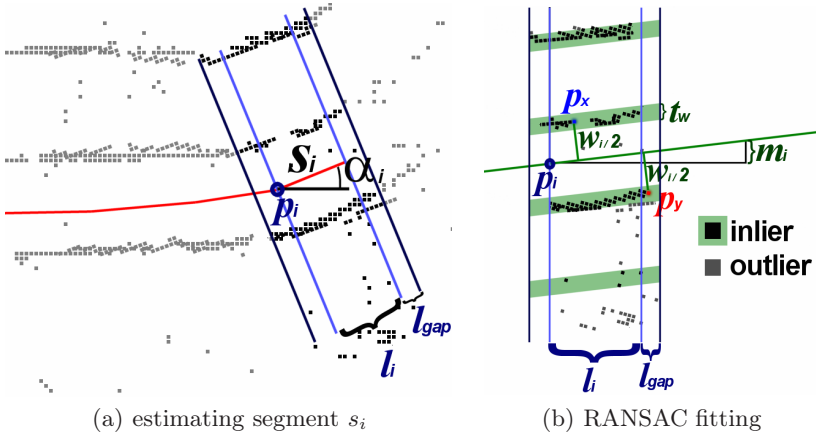 s_i
α_i
p_i
l_gap
l_i
p_x
t_w
w_i/2
m_i
p_i
w_i/2
p_y
inlier
outlier
l_i
l_gap
(a) estimating segment s_i
(b) RANSAC fitting